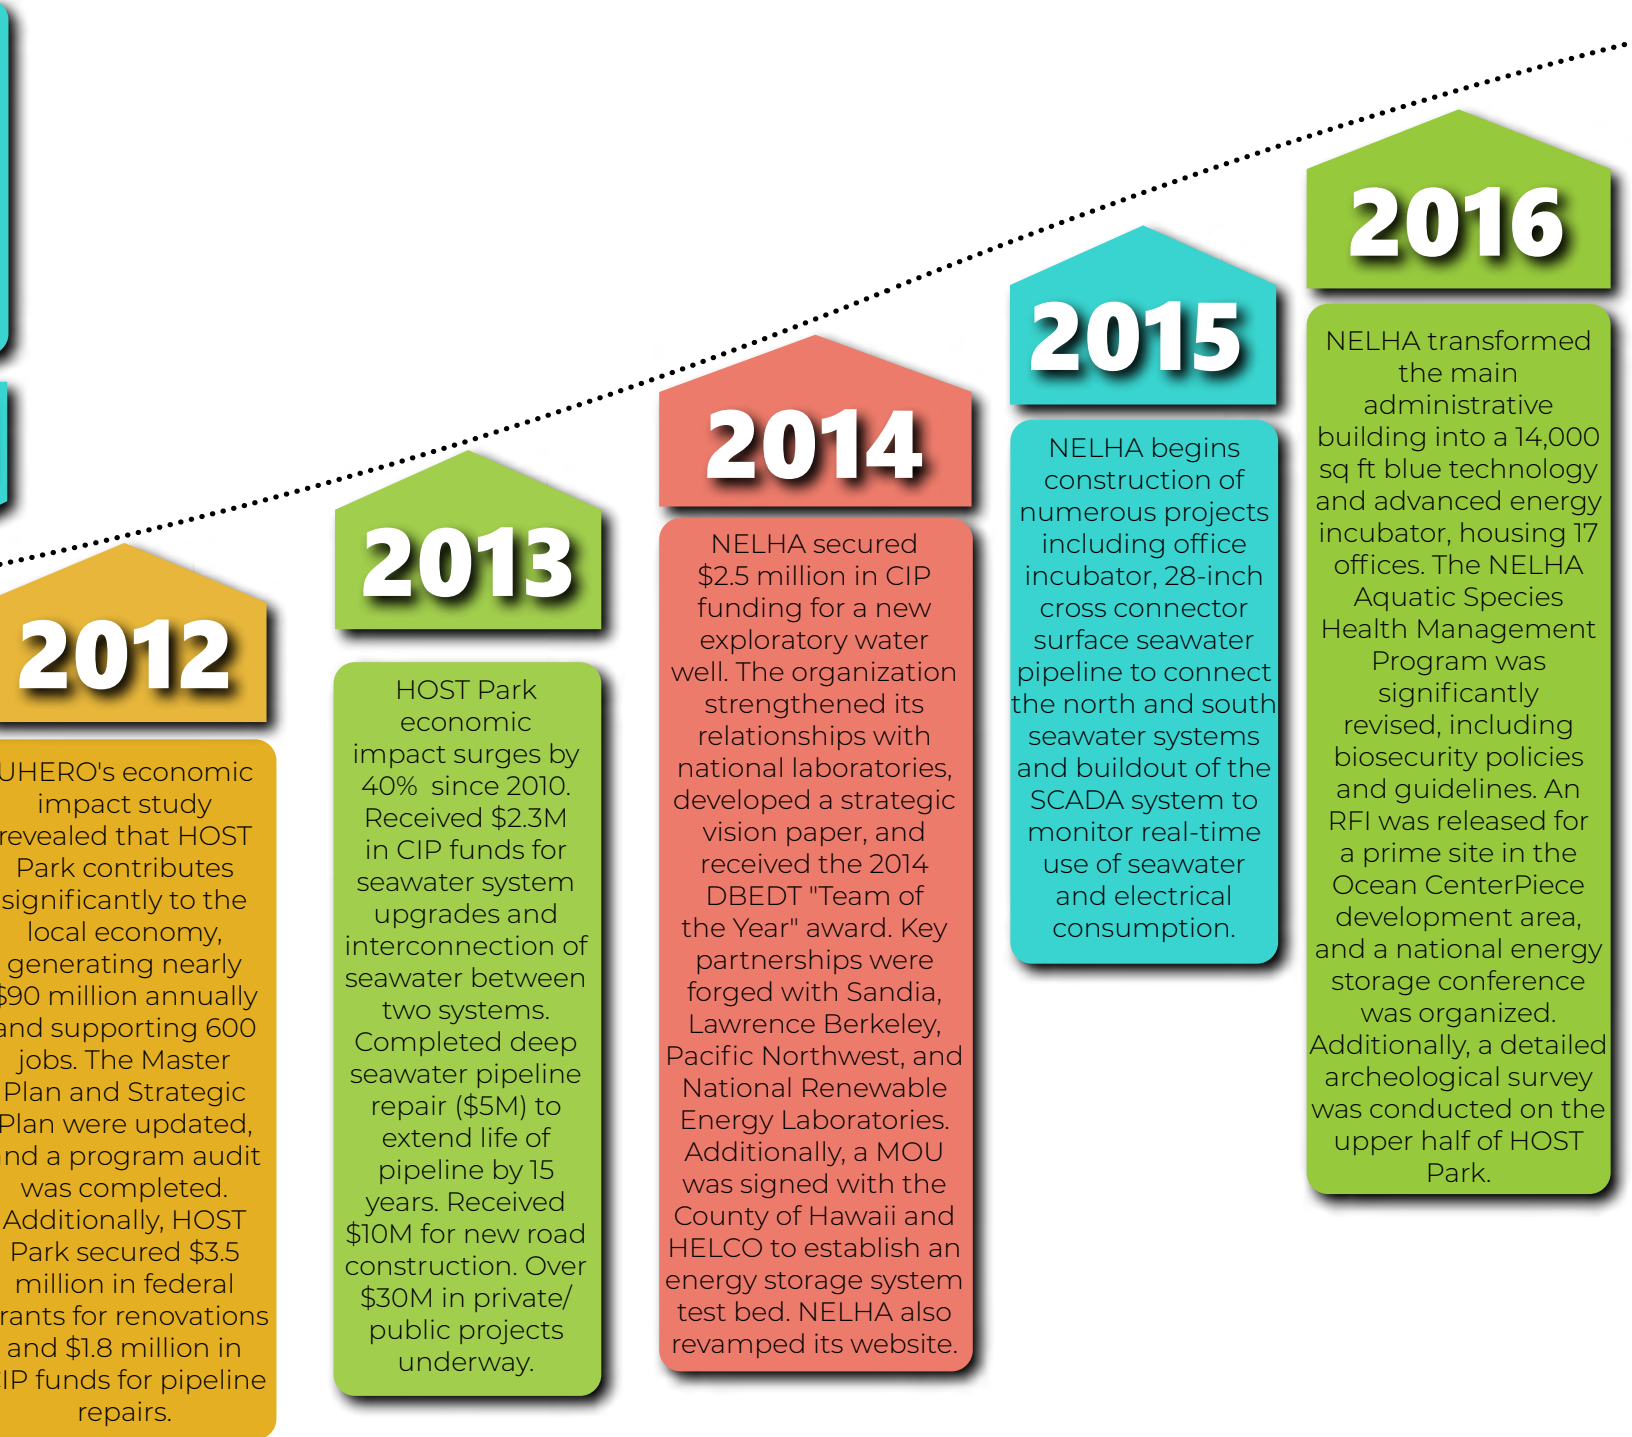 2012
UHERO's economic
impact study
revealed that HOST
Park contributes
significantly to the
local economy,
generating nearly
$90 million annually
and supporting 600
jobs. The Master
Plan and Strategic
Plan were updated,
and a program audit
was completed.
Additionally, HOST
Park secured $3.5
million in federal
rants for renovations
and $1.8 million in
IP funds for pipeline
repairs.
2013
HOST Park
economic
impact surges by
40%  since 2010.
Received $2.3M
in CIP funds for
seawater system
upgrades and
interconnection of
seawater between
two systems.
Completed deep
seawater pipeline
repair ($5M) to
extend life of
pipeline by 15
years. Received
$10M for new road
construction. Over
$30M in private/
public projects
underway.
2014
NELHA secured
$2.5 million in CIP
funding for a new
exploratory water
well. The organization
strengthened its
relationships with
national laboratories,
developed a strategic
vision paper, and
received the 2014
DBEDT "Team of
the Year" award. Key
partnerships were
forged with Sandia,
Lawrence Berkeley,
Pacific Northwest, and
National Renewable
Energy Laboratories.
Additionally, a MOU
was signed with the
County of Hawaii and
HELCO to establish an
energy storage system
test bed. NELHA also
revamped its website.
2015
NELHA begins
construction of
numerous projects
including office
incubator, 28-inch
cross connector
surface seawater
pipeline to connect
the north and south
seawater systems
and buildout of the
SCADA system to
monitor real-time
use of seawater
and electrical
consumption.
2016
NELHA transformed
the main
administrative
building into a 14,000
sq ft blue technology
and advanced energy
incubator, housing 17
offices. The NELHA
Aquatic Species
Health Management
Program was
significantly
revised, including
biosecurity policies
and guidelines. An
RFI was released for
a prime site in the
Ocean CenterPiece
development area,
and a national energy
storage conference
was organized.
Additionally, a detailed
archeological survey
was conducted on the
upper half of HOST
Park.